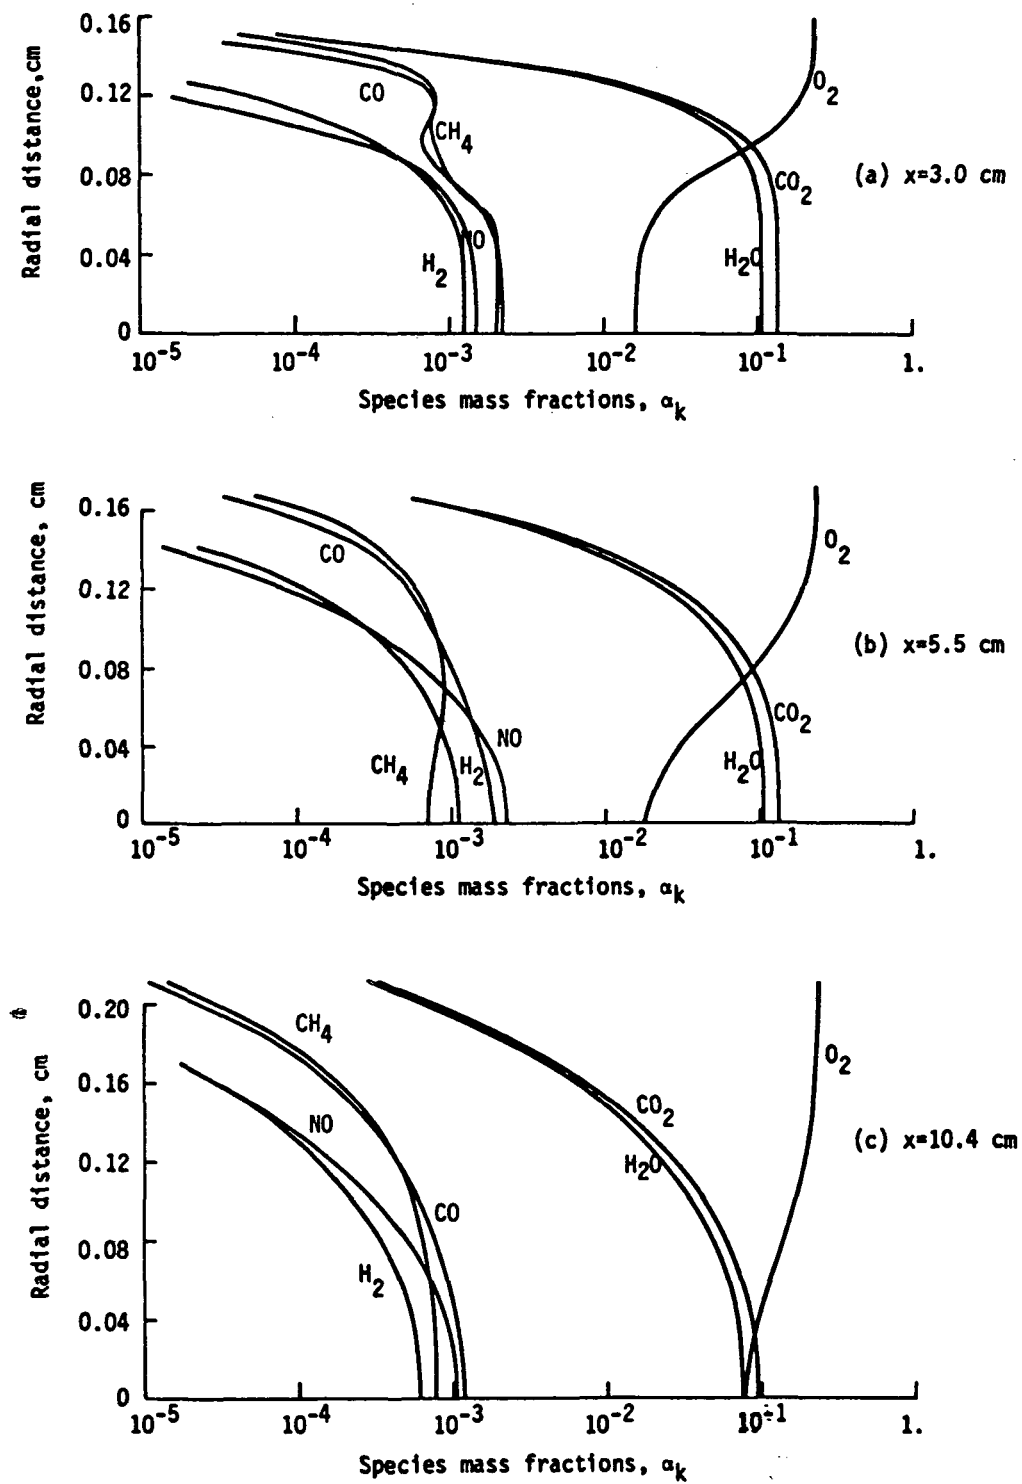 Radial distance,cm
0.16
0.12
0.08
0.04
0
CO
CH4
H2
O2
CO2
H2O
(a) x=3.0 cm
10-5
10-4
10-3
10-2
10-1
1.
Species mass fractions, αk
Radial distance, cm
0.16
0.12
0.08
0.04
0
CO
CH4
H2
NO
O2
CO2
H2O
(b) x=5.5 cm
10-5
10-4
10-3
10-2
10-1
1.
Species mass fractions, αk
Radial distance, cm
0.20
0.16
0.12
0.08
0.04
0
CH4
NO
CO
H2
CO2
H2O
O2
(c) x=10.4 cm
10-5
10-4
10-3
10-2
10-1
1.
Species mass fractions, αk